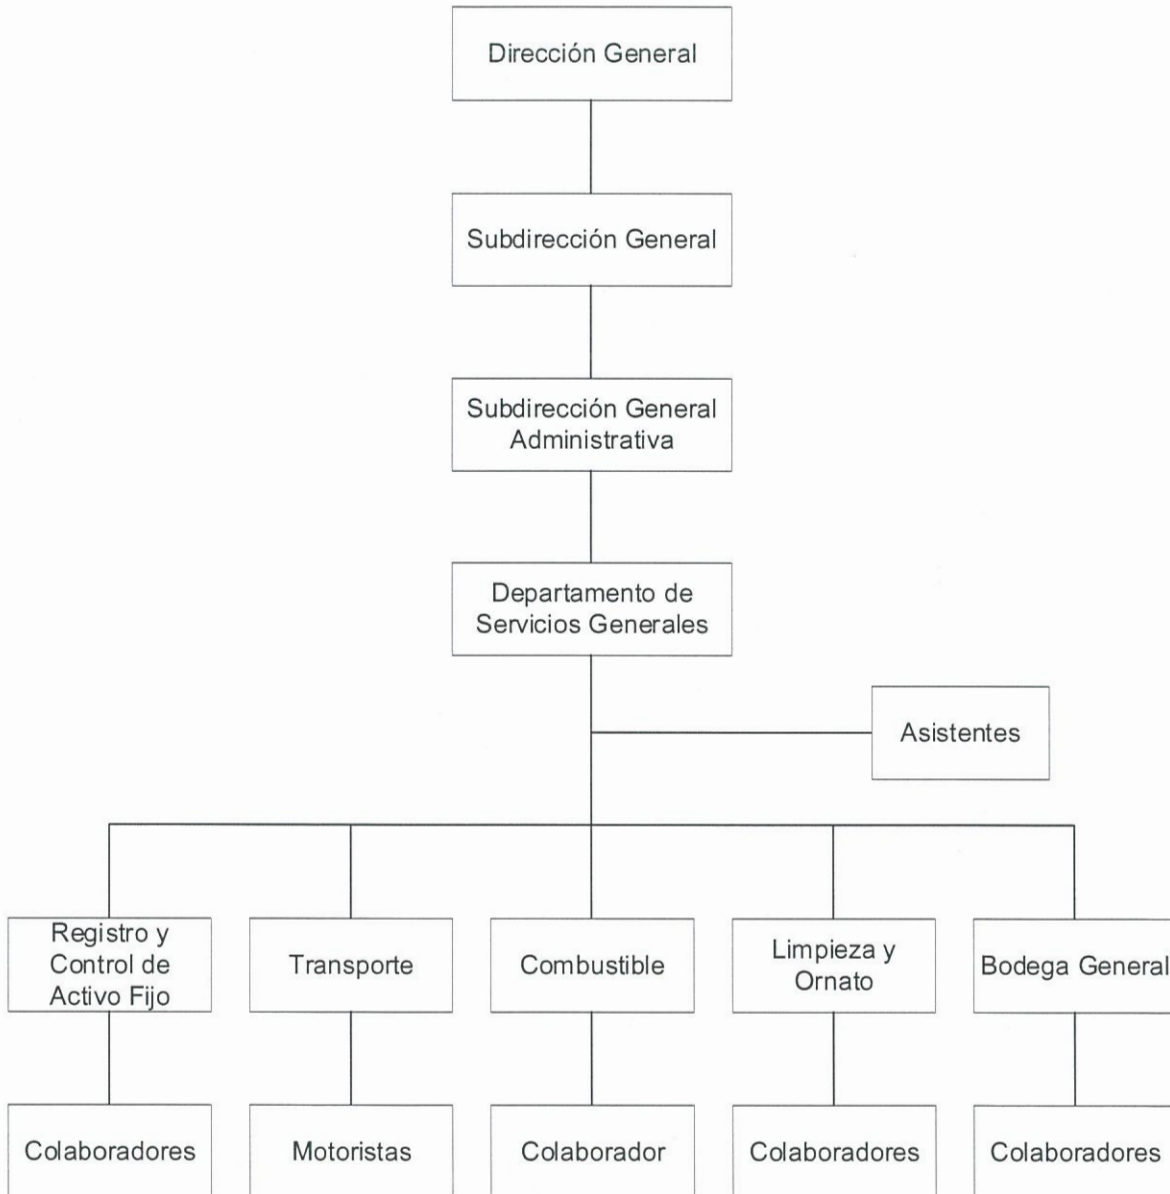 Dirección General
Subdirección General
Subdirección General
Administrativa
Departamento de
Servicios Generales
Asistentes
Registro y
Control de
Activo Fijo
Transporte
Combustible
Limpieza y
Ornato
Bodega General
Colaboradores
Motoristas
Colaborador
Colaboradores
Colaboradores